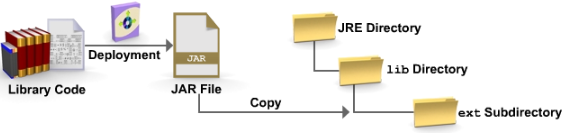 Library Code
Deployment
JAR
JAR File
Copy
JRE Directory
lib Directory
ext Subdirectory